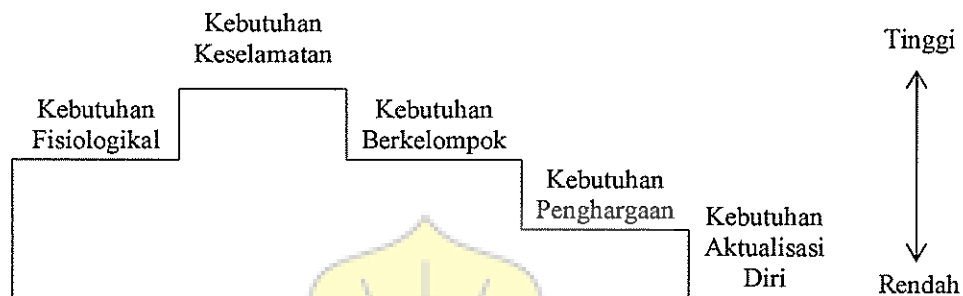 Kebutuhan
Keselamatan
Tinggi
Kebutuhan
Fisiologikal
Kebutuhan
Berkelompok
Kebutuhan
Penghargaan
Kebutuhan
Aktualisasi
Diri
Rendah